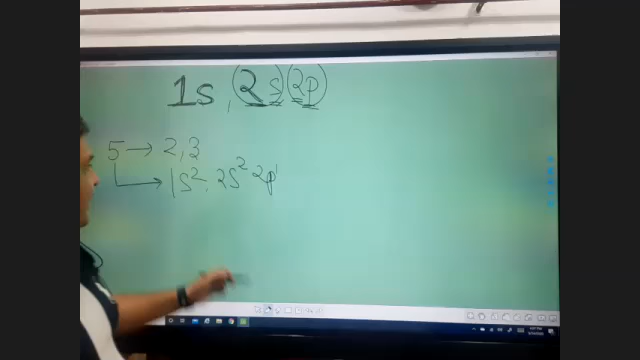 1s, (2s)(2p)
5 → 2,3
1s², 2s² 2p¹